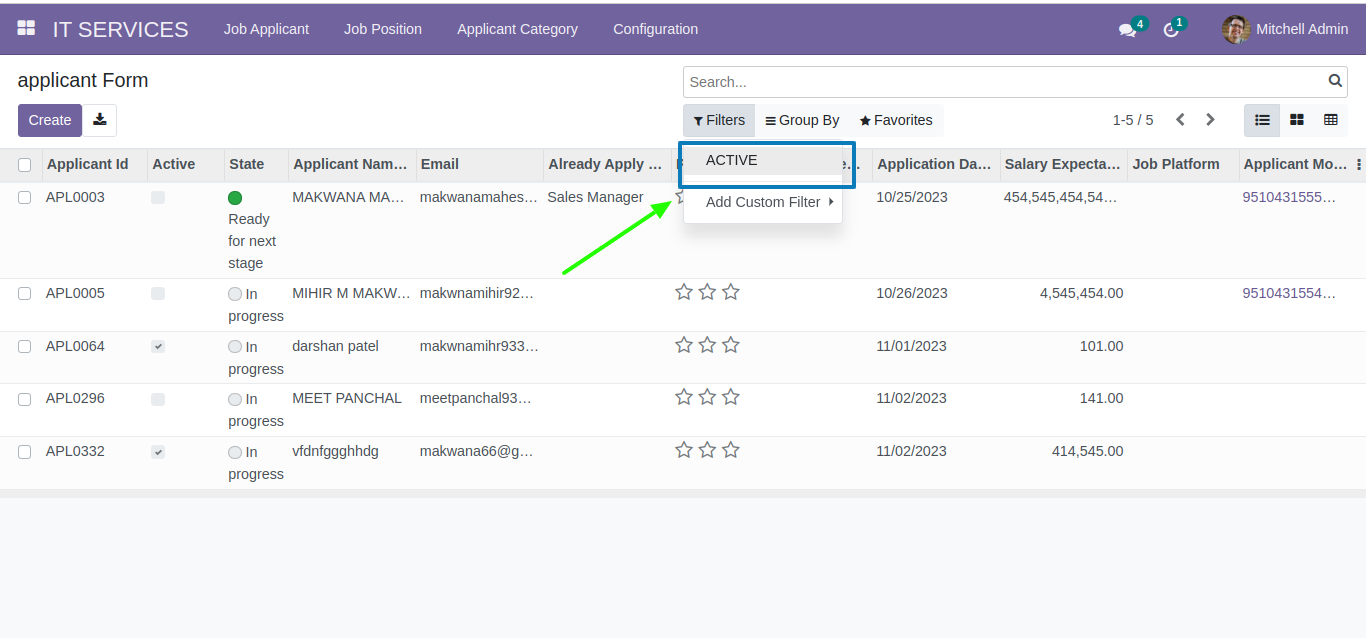 IT SERVICES Job Applicant Job Position Applicant Category Configuration 4 1 Mitchell Admin
applicant Form
Search...
Create Filters Group By Favorites 1-5 / 5
ACTIVE
Add Custom Filter
Applicant Id Active State Applicant Nam... Email Already Apply ... e... Application Da... Salary Expecta... Job Platform Applicant Mo...
APL0003 MAKWANA MA... makwanamahes... Sales Manager 10/25/2023 454,545,454,54... 9510431555...
Ready
for next
stage
APL0005 In MIHIR M MAKW... makwnamihir92... 10/26/2023 4,545,454.00 9510431554...
progress
APL0064 In darshan patel makwnamihr933... 11/01/2023 101.00
progress
APL0296 In MEET PANCHAL meetpanchal93... 11/02/2023 141.00
progress
APL0332 In vfdnfggghhdg makwana66@g... 11/02/2023 414,545.00
progress